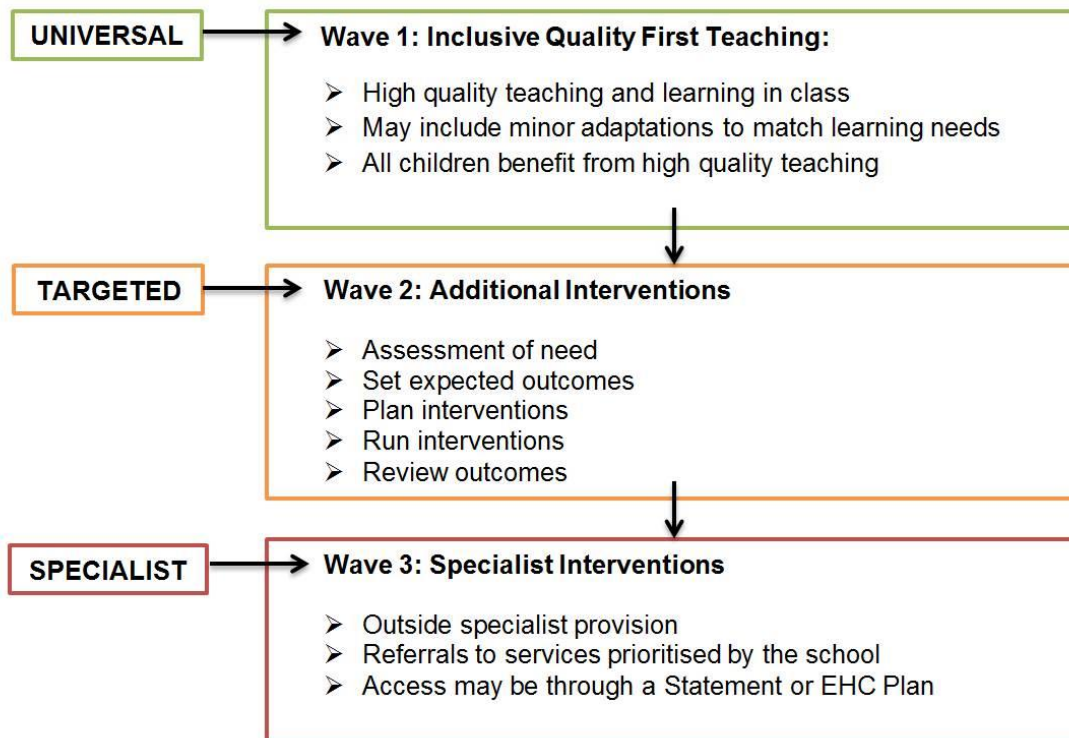 UNIVERSAL
Wave 1: Inclusive Quality First Teaching:
➢ High quality teaching and learning in class
➢ May include minor adaptations to match learning needs
➢ All children benefit from high quality teaching
TARGETED
Wave 2: Additional Interventions
➢ Assessment of need
➢ Set expected outcomes
➢ Plan interventions
➢ Run interventions
➢ Review outcomes
SPECIALIST
Wave 3: Specialist Interventions
➢ Outside specialist provision
➢ Referrals to services prioritised by the school
➢ Access may be through a Statement or EHC Plan